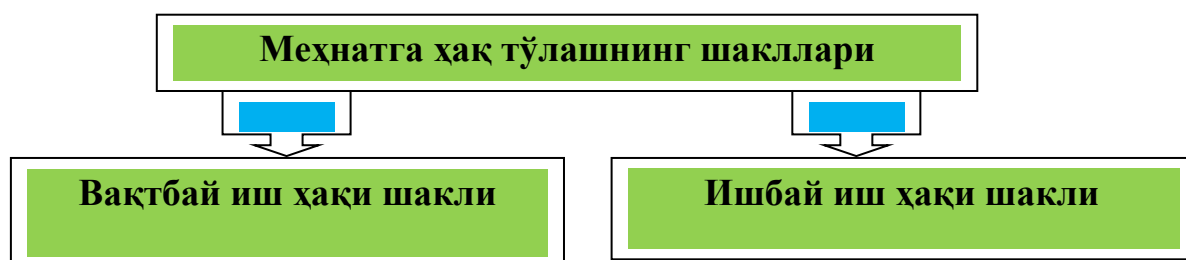 Меҳнатга ҳақ тўлашнинг шакллари
Вақтбай иш ҳақи шакли
Ишбай иш ҳақи шакли